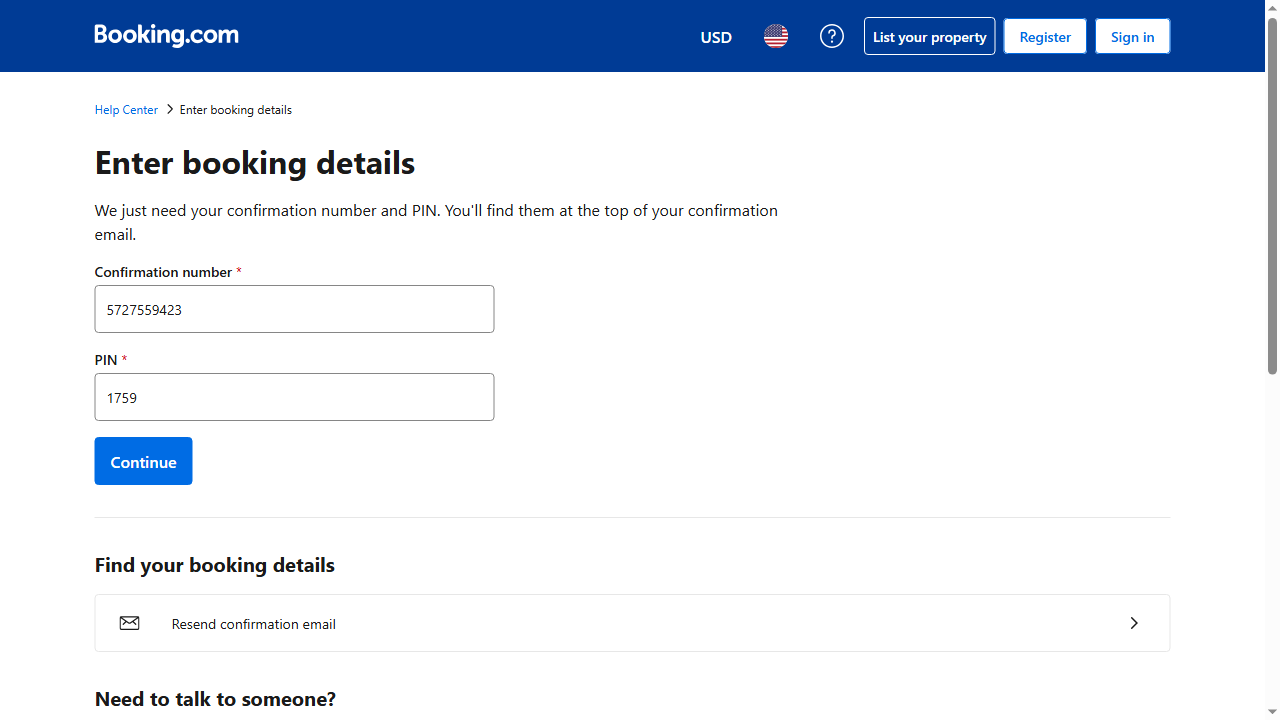 Booking.com
USD
List your property
Register
Sign in
Help Center
Enter booking details
Enter booking details
We just need your confirmation number and PIN. You'll find them at the top of your confirmation
email.
Confirmation number *
5727559423
PIN *
1759
Continue
Find your booking details
Resend confirmation email
Need to talk to someone?